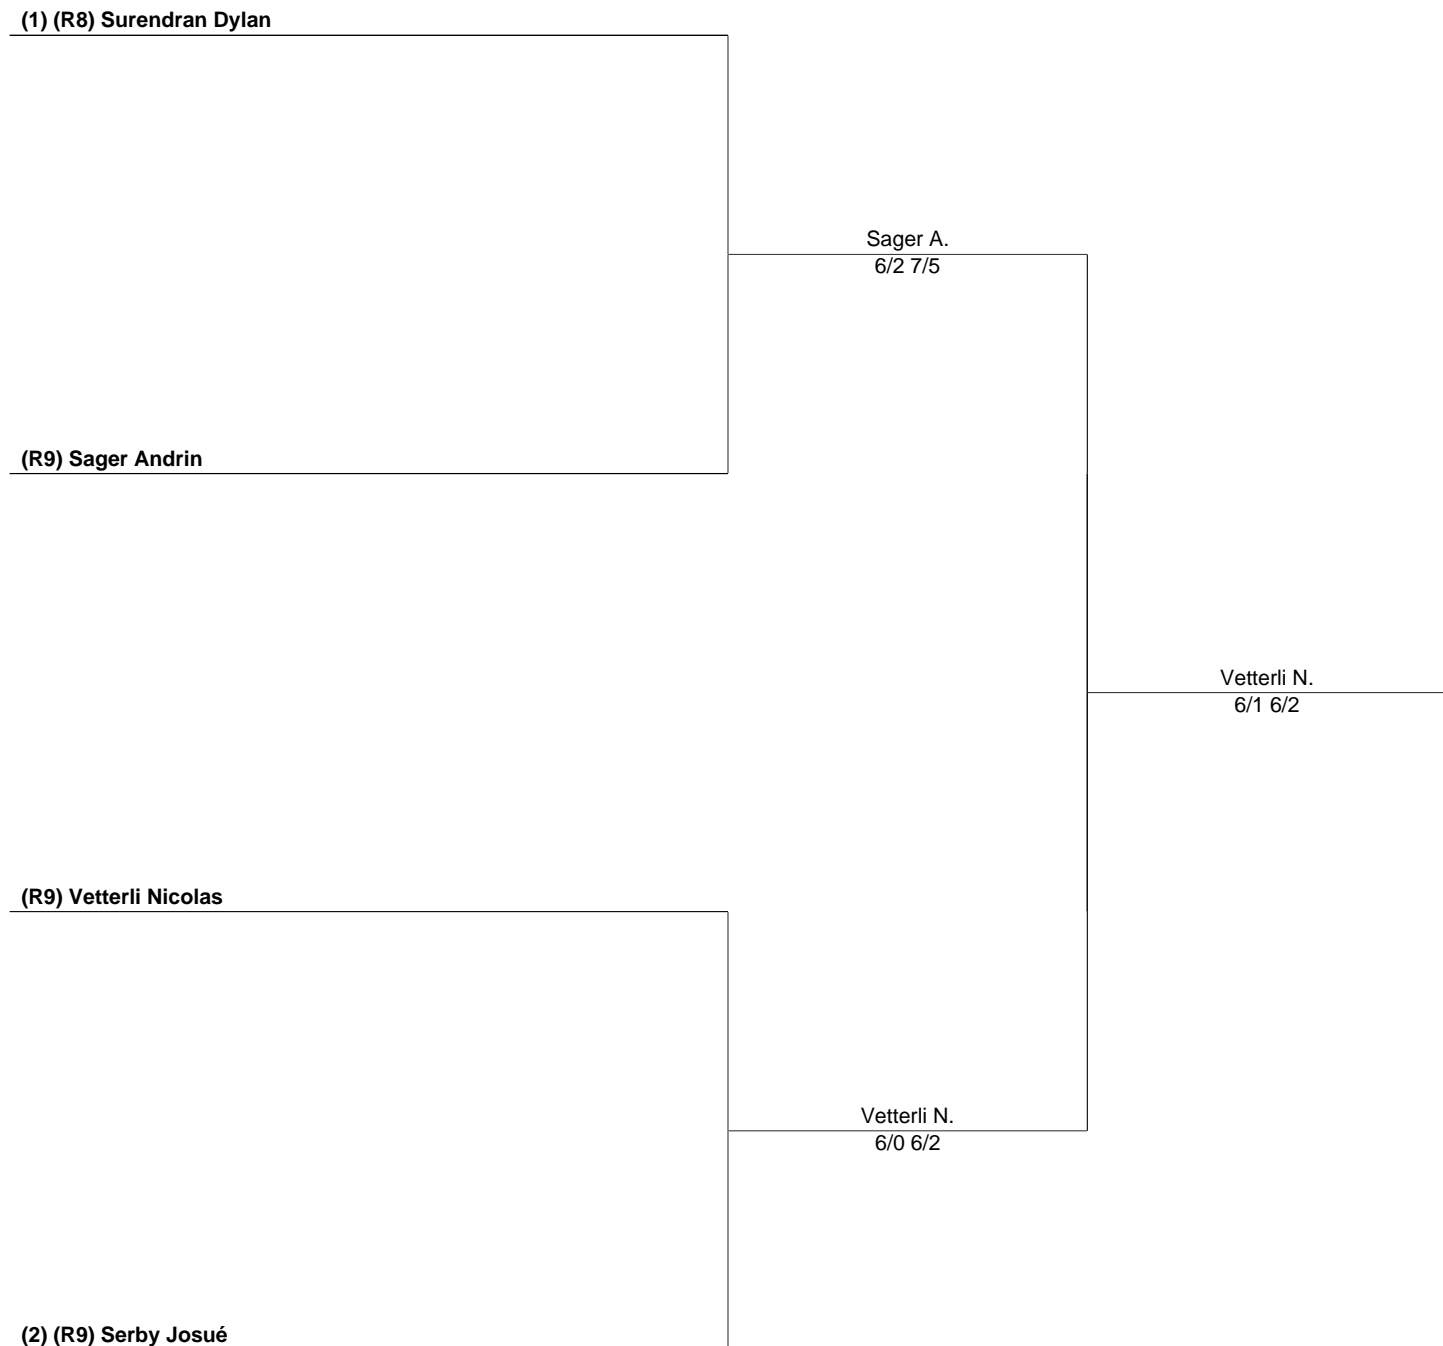 (1) (R8) Surendran Dylan
Sager A.
6/2 7/5
(R9) Sager Andrin
Vetterli N.
6/1 6/2
(R9) Vetterli Nicolas
Vetterli N.
6/0 6/2
(2) (R9) Serby Josué